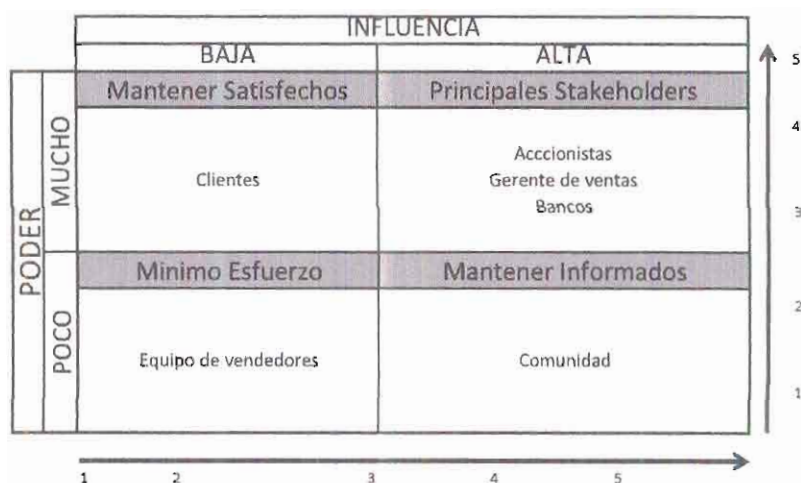 INFLUENCIA
BAJA ALTA
PODER
MUCHO
Mantener Satisfechos Principales Stakeholders
Clientes
Acccionistas
Gerente de ventas
Bancos
POCO
Minimo Esfuerzo Mantener Informados
Equipo de vendedores Comunidad
5
4
3
2
1
1 2 3 4 5